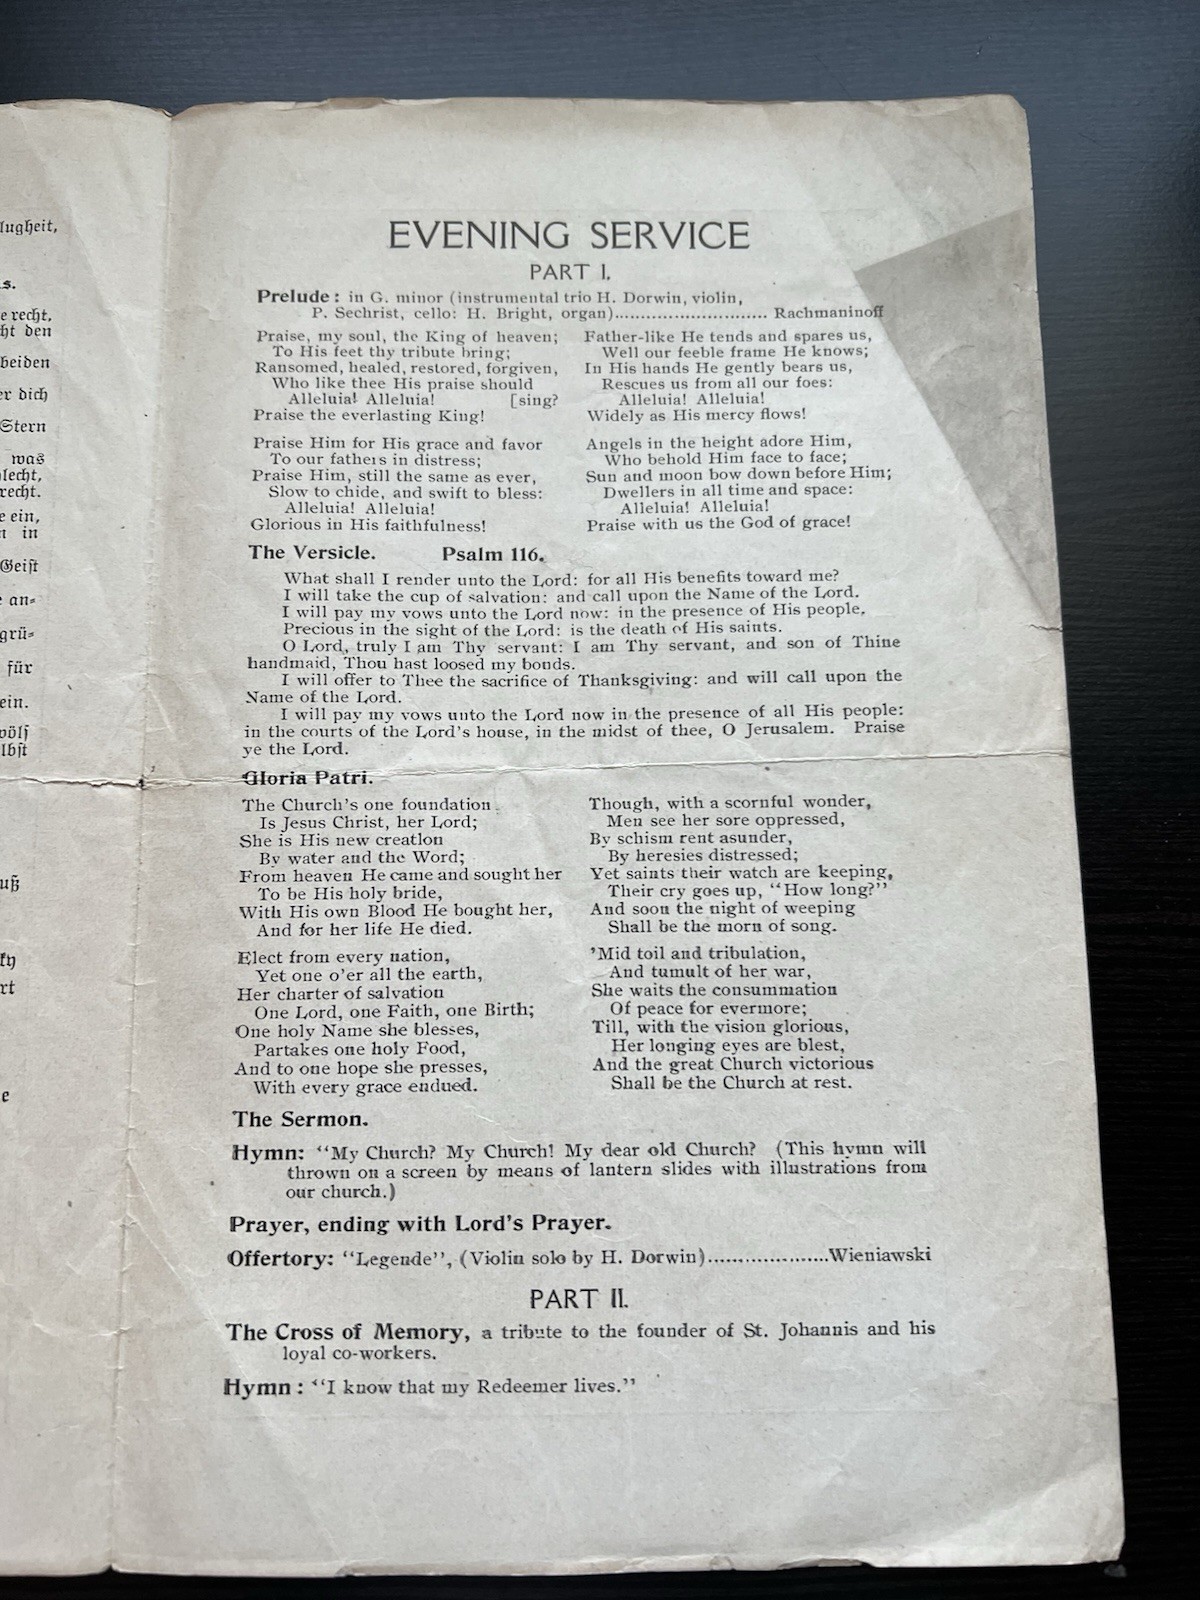 lugheit,
s.
e recht,
ht den
beiden
er dich
Stern
was
lecht,
recht.
e ein,
n in
Geist
e an=
grü=
für
ein.
völf
lbst
uß
ky
rt
e
EVENING SERVICE
PART I.
Prelude: in G. minor (instrumental trio H. Dorwin, violin,
P. Sechrist, cello: H. Bright, organ)........................... Rachmaninoff
Praise, my soul, the King of heaven;
To His feet thy tribute bring;
Ransomed, healed, restored, forgiven,
Who like thee His praise should
Alleluia! Alleluia! [sing?
Praise the everlasting King!
Praise Him for His grace and favor
To our fathers in distress;
Praise Him, still the same as ever,
Slow to chide, and swift to bless:
Alleluia! Alleluia!
Glorious in His faithfulness!
Father-like He tends and spares us,
Well our feeble frame He knows;
In His hands He gently bears us,
Rescues us from all our foes:
Alleluia! Alleluia!
Widely as His mercy flows!
Angels in the height adore Him,
Who behold Him face to face;
Sun and moon bow down before Him;
Dwellers in all time and space:
Alleluia! Alleluia!
Praise with us the God of grace!
The Versicle. Psalm 116.
What shall I render unto the Lord: for all His benefits toward me?
I will take the cup of salvation: and call upon the Name of the Lord.
I will pay my vows unto the Lord now: in the presence of His people.
Precious in the sight of the Lord: is the death of His saints.
O Lord, truly I am Thy servant: I am Thy servant, and son of Thine
handmaid, Thou hast loosed my bonds.
I will offer to Thee the sacrifice of Thanksgiving: and will call upon the
Name of the Lord.
I will pay my vows unto the Lord now in the presence of all His people:
in the courts of the Lord's house, in the midst of thee, O Jerusalem. Praise
ye the Lord.
Gloria Patri.
The Church's one foundation
Is Jesus Christ, her Lord;
She is His new creation
By water and the Word;
From heaven He came and sought her
To be His holy bride,
With His own Blood He bought her,
And for her life He died.
Elect from every nation,
Yet one o'er all the earth,
Her charter of salvation
One Lord, one Faith, one Birth;
One holy Name she blesses,
Partakes one holy Food,
And to one hope she presses,
With every grace endued.
Though, with a scornful wonder,
Men see her sore oppressed,
By schism rent asunder,
By heresies distressed;
Yet saints their watch are keeping,
Their cry goes up, "How long?"
And soon the night of weeping
Shall be the morn of song.
'Mid toil and tribulation,
And tumult of her war,
She waits the consummation
Of peace for evermore;
Till, with the vision glorious,
Her longing eyes are blest,
And the great Church victorious
Shall be the Church at rest.
The Sermon.
Hymn: "My Church? My Church! My dear old Church? (This hymn will
thrown on a screen by means of lantern slides with illustrations from
our church.)
Prayer, ending with Lord's Prayer.
Offertory: "Legende", (Violin solo by H. Dorwin).....................Wieniawski
PART II.
The Cross of Memory, a tribute to the founder of St. Johannis and his
loyal co-workers.
Hymn: "I know that my Redeemer lives."